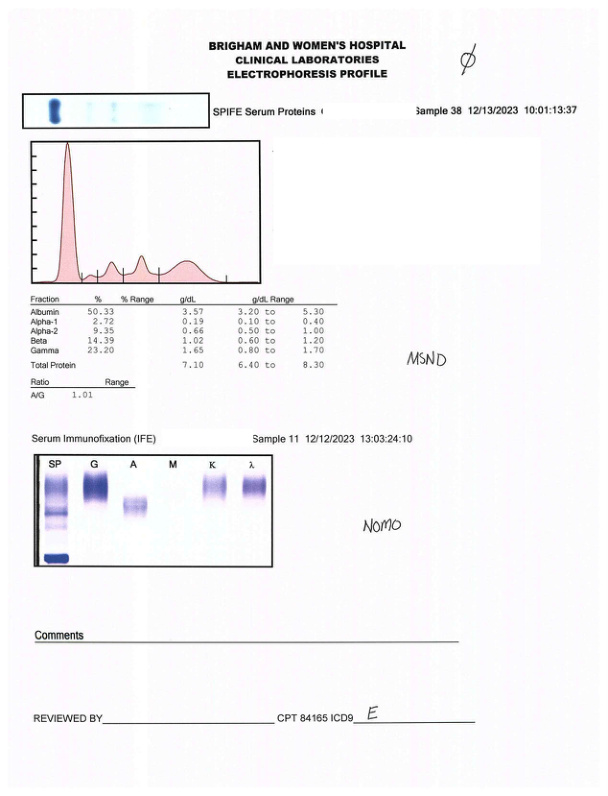 BRIGHAM AND WOMEN'S HOSPITAL
CLINICAL LABORATORIES
ELECTROPHORESIS PROFILE
Ø
SPIFE Serum Proteins Sample 38 12/13/2023 10:01:13:37
Fraction % % Range g/dL g/dL Range
Albumin 50.33 3.57 3.20 to 5.30
Alpha-1 2.72 0.19 0.10 to 0.40
Alpha-2 9.35 0.66 0.50 to 1.00
Beta 14.39 1.02 0.60 to 1.20
Gamma 23.20 1.65 0.80 to 1.70
Total Protein 7.10 6.40 to 8.30
MSND
Ratio Range
A/G 1.01
Serum Immunofixation (IFE) Sample 11 12/12/2023 13:03:24:10
SP G A M K λ
NOMO
Comments
REVIEWED BY CPT 84165 ICD9 E